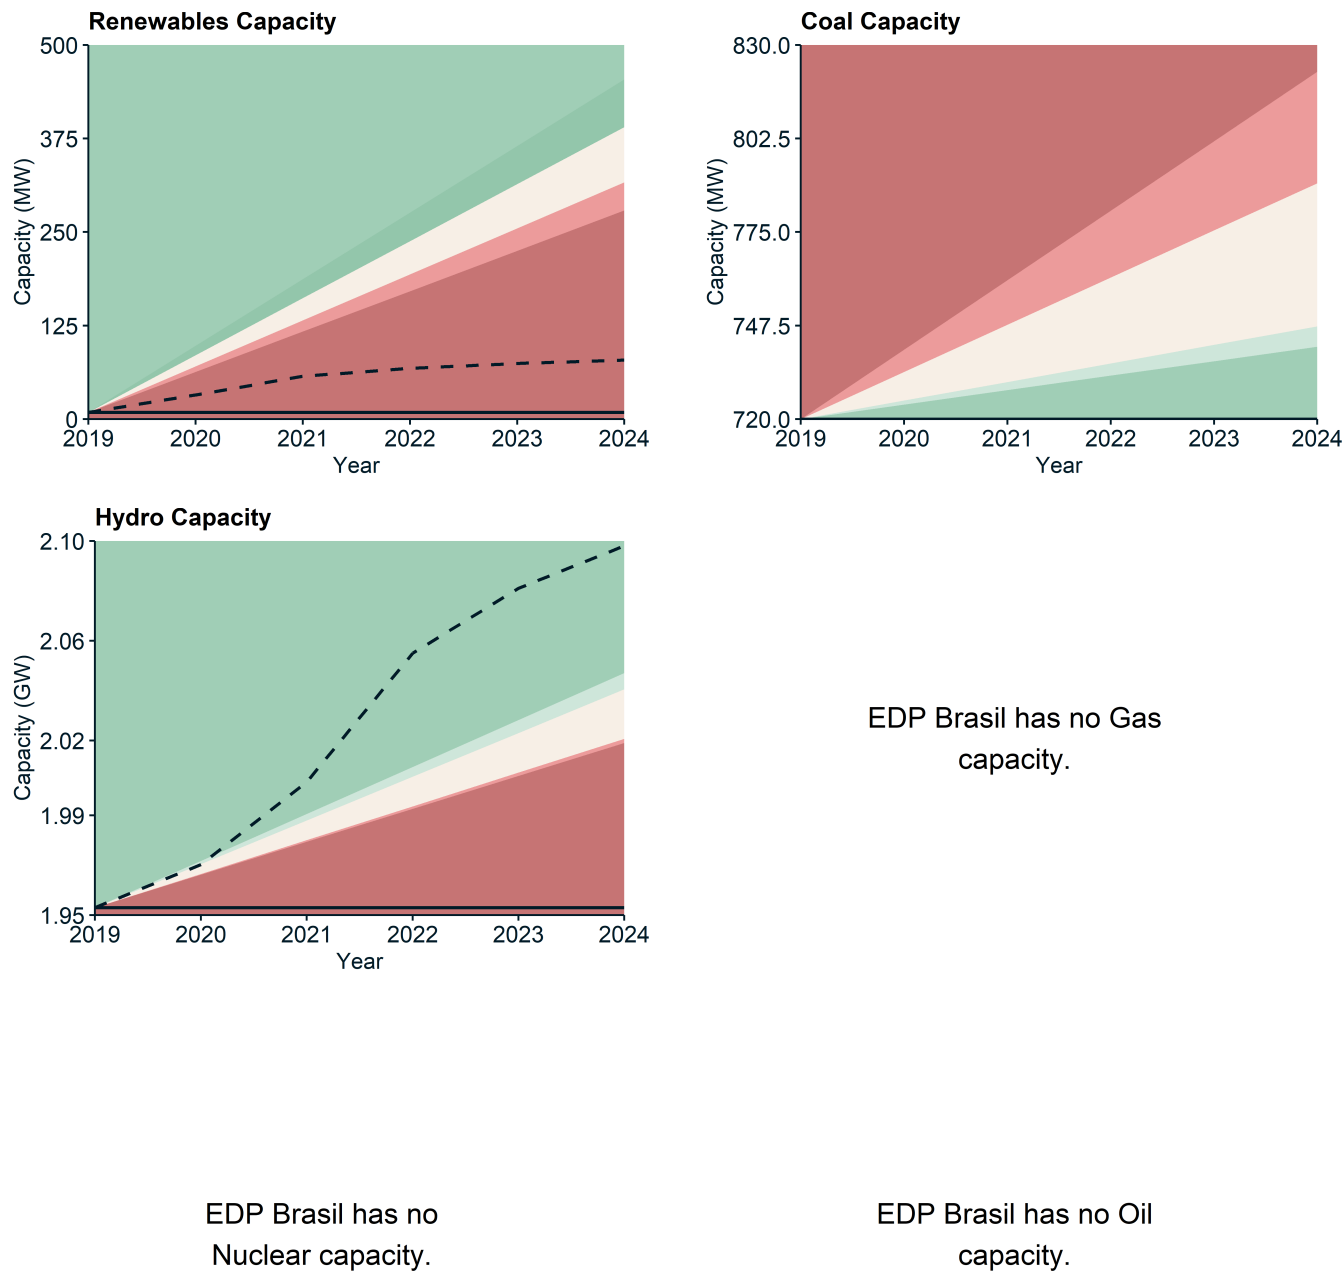 Renewables Capacity
500
375
250
125
0
Capacity (MW)
2019 2020 2021 2022 2023 2024
Year
Coal Capacity
830.0
802.5
775.0
747.5
720.0
Capacity (MW)
2019 2020 2021 2022 2023 2024
Year
Hydro Capacity
2.10
2.06
2.02
1.99
1.95
Capacity (GW)
2019 2020 2021 2022 2023 2024
Year
EDP Brasil has no Gas
capacity.
EDP Brasil has no
Nuclear capacity.
EDP Brasil has no Oil
capacity.